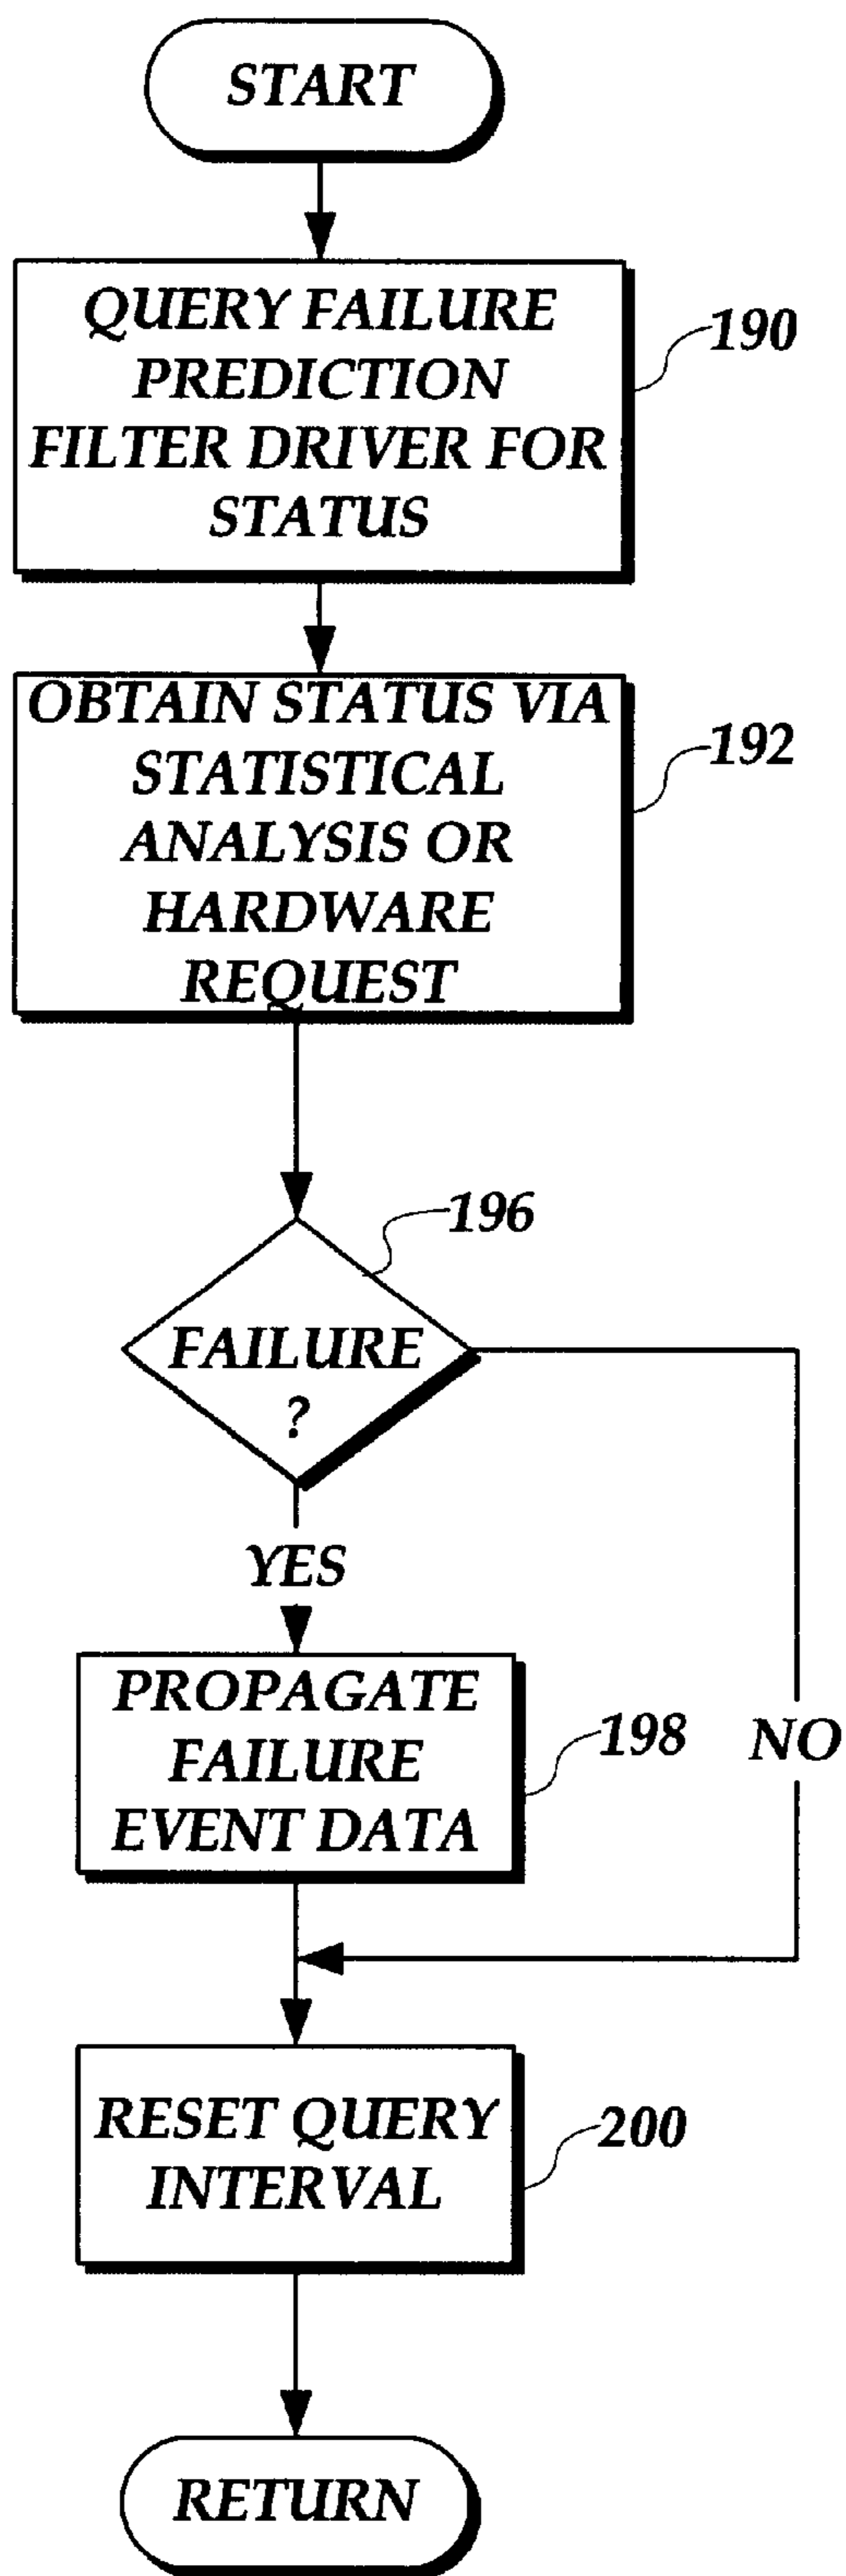 START
QUERY FAILURE
PREDICTION
FILTER DRIVER FOR
STATUS
190
OBTAIN STATUS VIA
STATISTICAL
ANALYSIS OR
HARDWARE
REQUEST
192
196
FAILURE
?
YES
PROPAGATE
FAILURE
EVENT DATA
198
NO
RESET QUERY
INTERVAL
200
RETURN